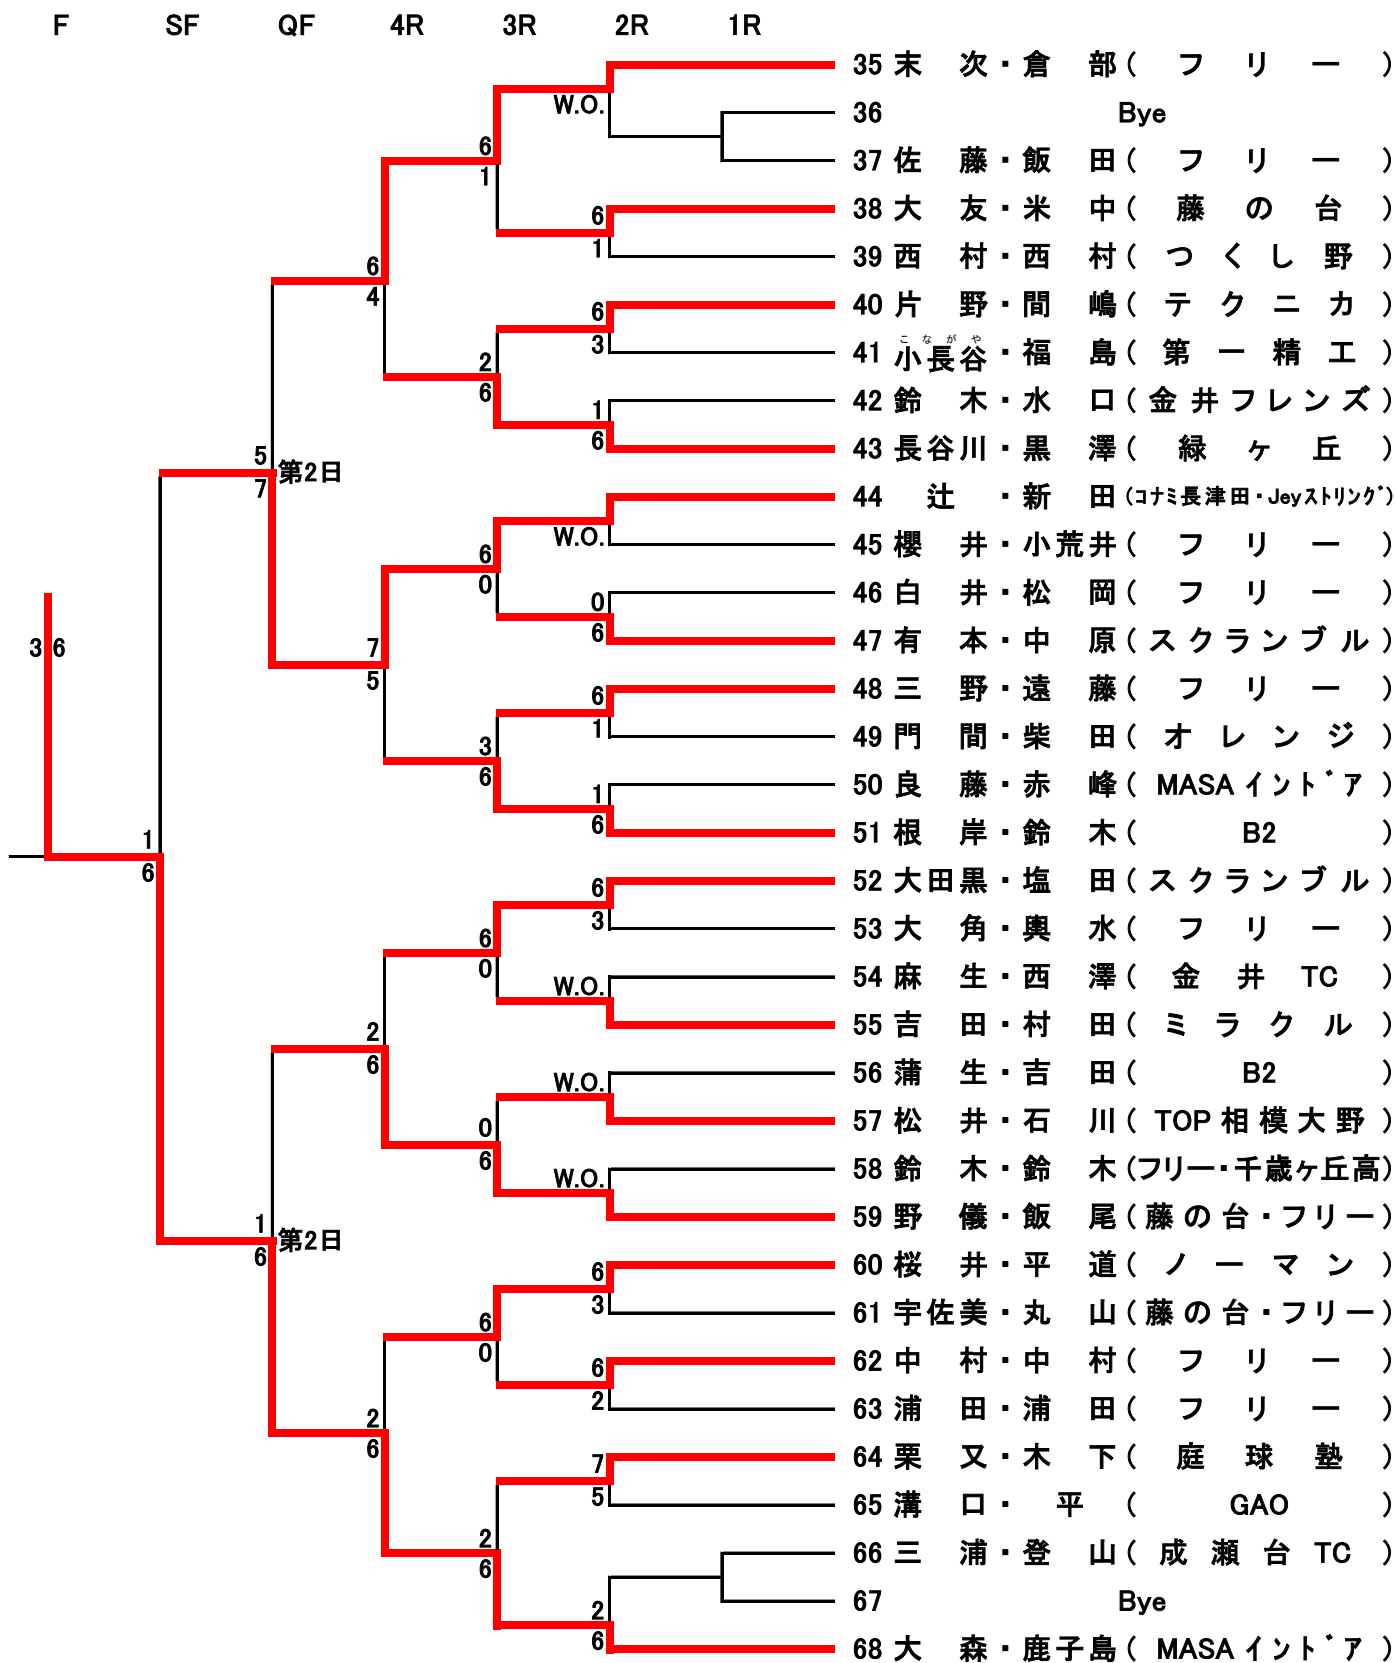 F SF QF 4R 3R 2R 1R
35 末 次・倉 部 ( フ リ ー )
W.O.
36 Bye
6
37 佐 藤・飯 田 ( フ リ ー )
1
38 大 友・米 中 ( 藤 の 台 )
6
1
39 西 村・西 村 ( つ く し 野 )
6
4
40 片 野・間 嶋 ( テ ク ニ カ )
6
3
こ な が や
41 小長谷・福 島 ( 第 一 精 工 )
2
6
42 鈴 木・水 口 ( 金 井 フ レ ン ズ )
1
6
43 長谷川・黒 澤 ( 緑 ヶ 丘 )
5
第2日
7
44 辻 ・新 田 (コナミ長津田・Jeyストリング)
W.O.
45 櫻 井・小荒井 ( フ リ ー )
6
0
46 白 井・松 岡 ( フ リ ー )
0
6
47 有 本・中 原 ( ス ク ラ ン ブ ル )
3 6
7
5
48 三 野・遠 藤 ( フ リ ー )
6
1
49 門 間・柴 田 ( オ レ ン ジ )
3
6
50 良 藤・赤 峰 ( MASA インドア )
1
6
51 根 岸・鈴 木 ( B2 )
1
6
52 大田黒・塩 田 ( ス ク ラ ン ブ ル )
6
3
53 大 角・輿 水 ( フ リ ー )
6
0
54 麻 生・西 澤 ( 金 井 TC )
W.O.
55 吉 田・村 田 ( ミ ラ ク ル )
2
6
56 蒲 生・吉 田 ( B2 )
W.O.
57 松 井・石 川 ( TOP 相 模 大 野 )
0
6
58 鈴 木・鈴 木 (フリー・千歳ヶ丘高)
W.O.
59 野 儀・飯 尾 ( 藤 の 台・フリー )
1
第2日
6
60 桜 井・平 道 ( ノ ー マ ン )
6
3
61 宇佐美・丸 山 ( 藤 の 台・フリー )
6
0
62 中 村・中 村 ( フ リ ー )
6
2
63 浦 田・浦 田 ( フ リ ー )
2
6
64 栗 又・木 下 ( 庭 球 塾 )
7
5
65 溝 口・ 平 ( GAO )
2
6
66 三 浦・登 山 ( 成 瀬 台 TC )
67 Bye
2
6
68 大 森・鹿子島 ( MASA インドア )